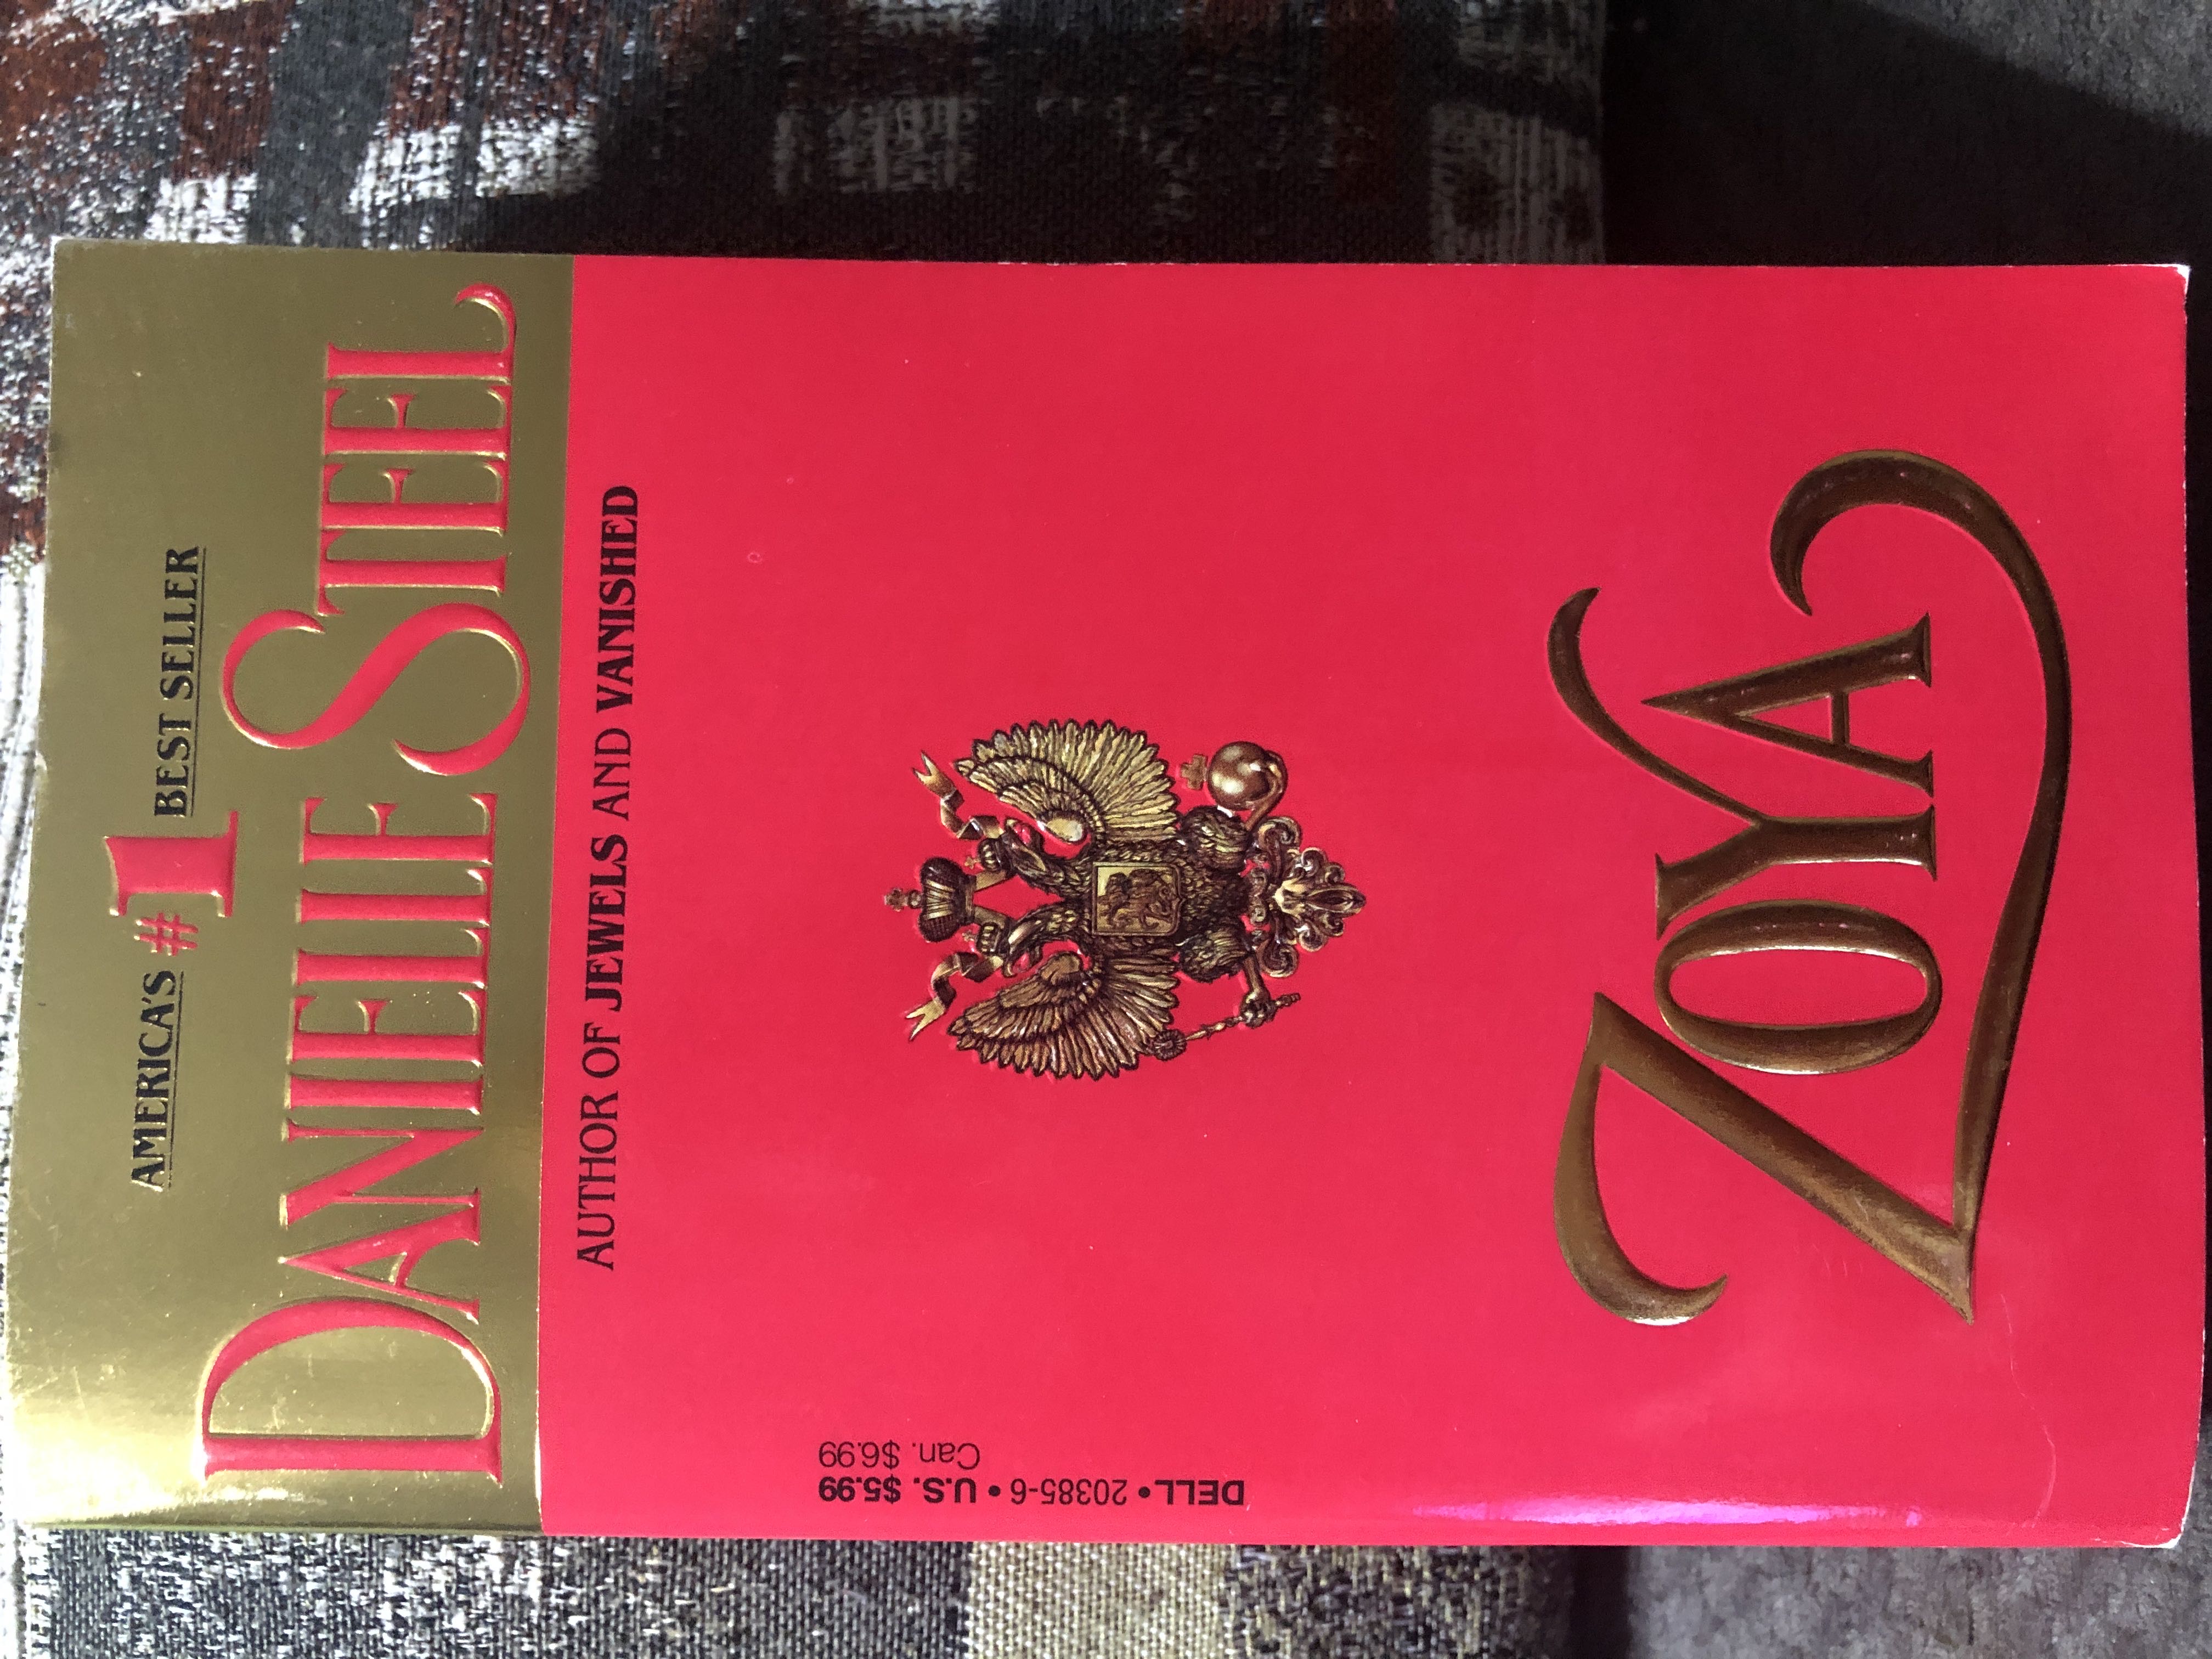 AMERICA'S #1 BEST SELLER
DANIELLE STEEL
AUTHOR OF JEWELS AND VANISHED
DELL • 20385-6 • U.S. $5.99
Can. $6.99
ZOYA